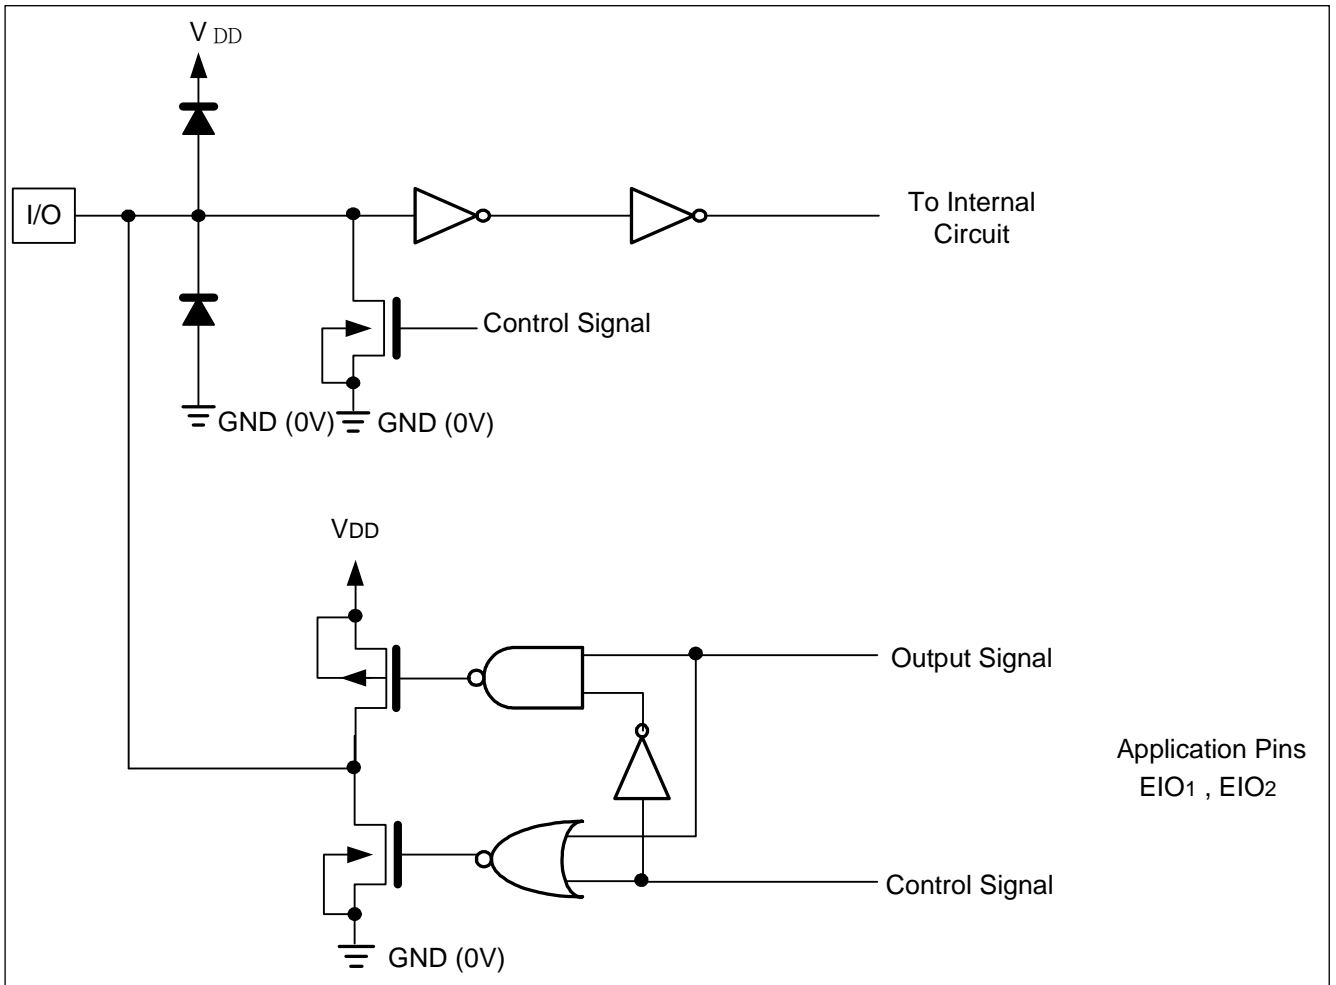 V DD
I/O
To Internal
Circuit
Control Signal
GND (0V)
GND (0V)
VDD
Output Signal
Application Pins
EIO1 , EIO2
Control Signal
GND (0V)